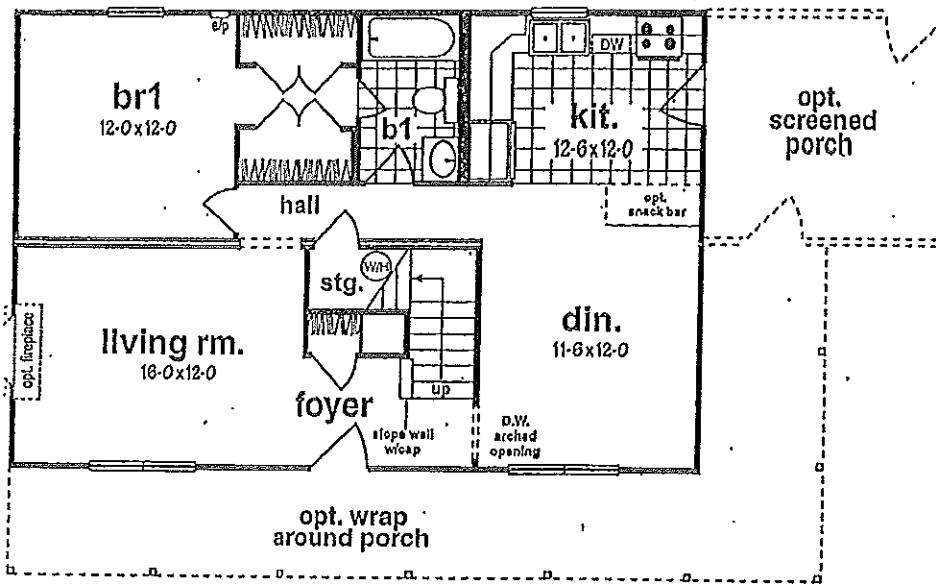 e/p
br1
12-0x12-0
b1
DW
kit.
12-6x12-0
opt.
screened
porch
hall
opt.
snack bar
stg.
W/H
living rm.
16-0x12-0
opt. fireplace
din.
11-6x12-0
foyer
up
slope wall
w/cap
D.W.
arched
opening
opt. wrap
around porch